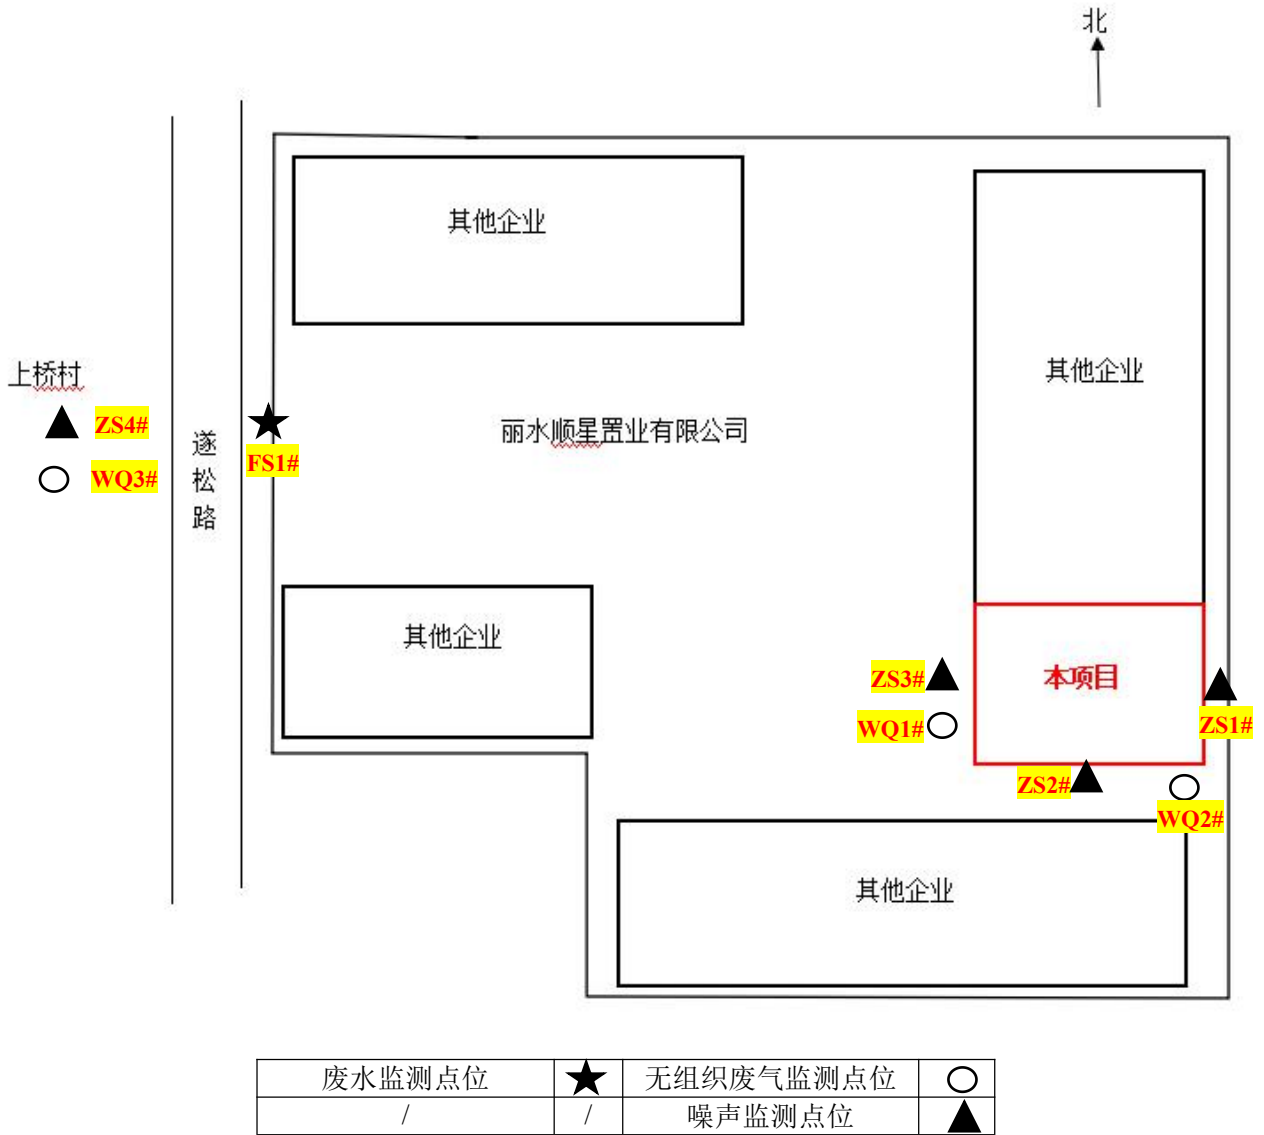 北
其他企业
其他企业
上桥村
ZS4#
丽水顺星置业有限公司
遂松路
FS1#
WQ3#
其他企业
本项目
ZS3#
WQ1#
ZS1#
ZS2#
WQ2#
其他企业
废水监测点位 ★ 无组织废气监测点位 ○
/ / 噪声监测点位 ▲